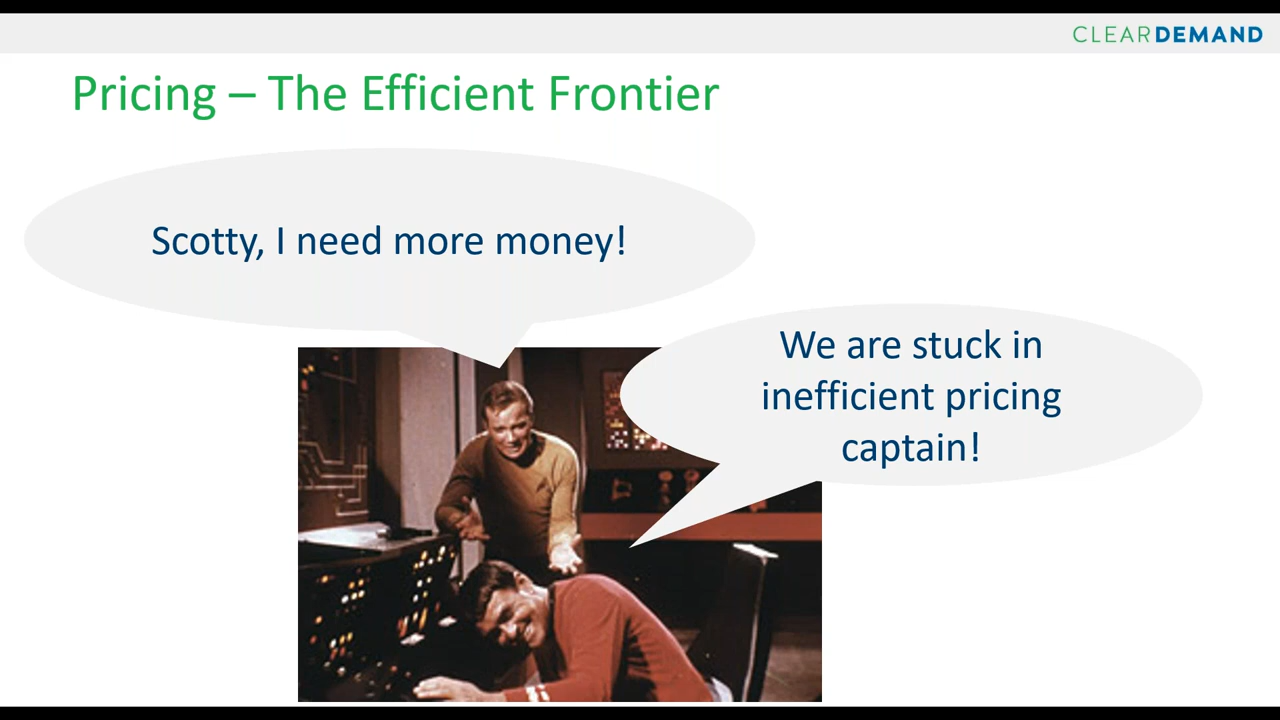 CLEARDEMAND
Pricing – The Efficient Frontier
Scotty, I need more money!
We are stuck in
inefficient pricing
captain!